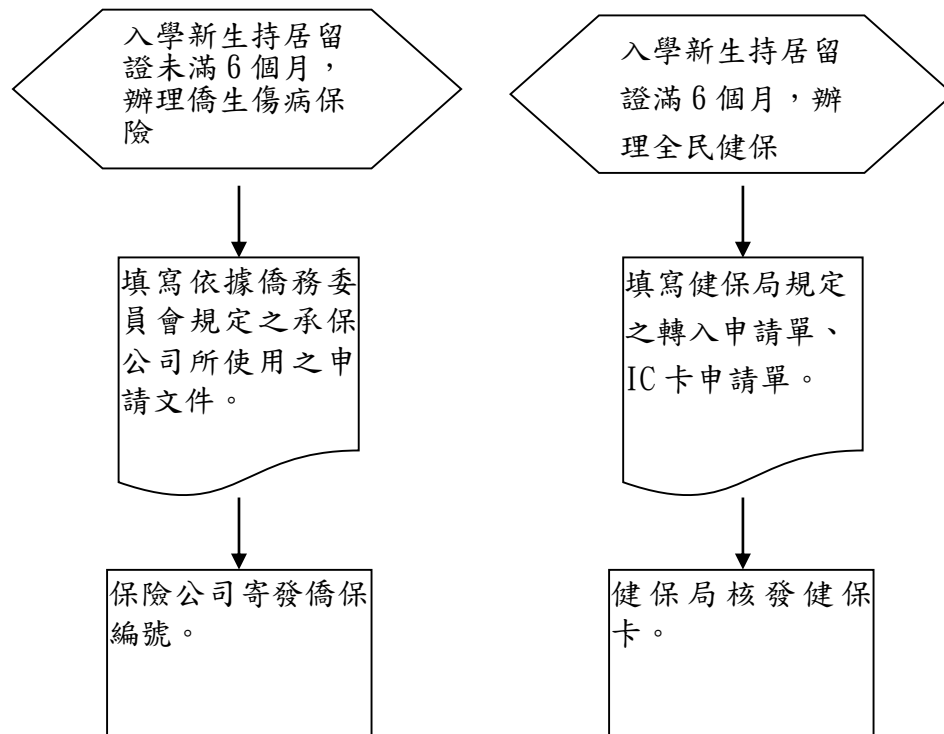 入學新生持居留
證未滿6個月，
辦理僑生傷病保
險
入學新生持居留
證滿6個月，辦
理全民健保
填寫依據僑務委
員會規定之承保
公司所使用之申
請文件。
填寫健保局規定
之轉入申請單、
IC卡申請單。
保險公司寄發僑保
編號。
健保局核發健保
卡。